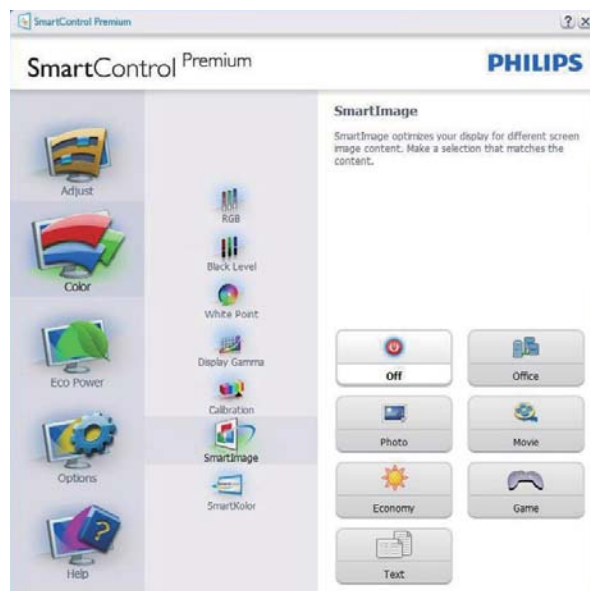 SmartControl Premium
SmartControl Premium
PHILIPS
Adjust
Color
Eco Power
Options
Help
RGB
Black Level
White Point
Display Gamma
Calibration
SmartImage
SmartKolor
SmartImage
SmartImage optimizes your display for different screen
image content. Make a selection that matches the
content.
Off
Office
Photo
Movie
Economy
Game
Text